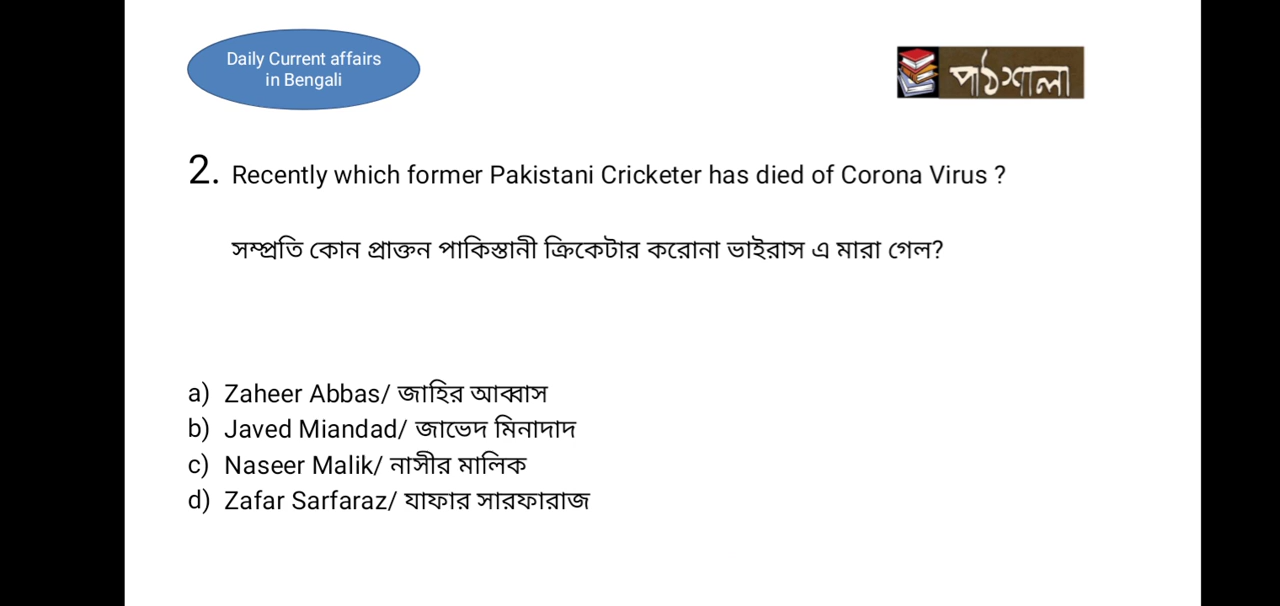 Daily Current affairs
in Bengali
পাঠশালা
2. Recently which former Pakistani Cricketer has died of Corona Virus ?
সম্প্রতি কোন প্রাক্তন পাকিস্তানী ক্রিকেটার করোনা ভাইরাস এ মারা গেল?
a) Zaheer Abbas/ জাহির আব্বাস
b) Javed Miandad/ জাভেদ মিনাদাদ
c) Naseer Malik/ নাসীর মালিক
d) Zafar Sarfaraz/ যাফার সারফারাজ